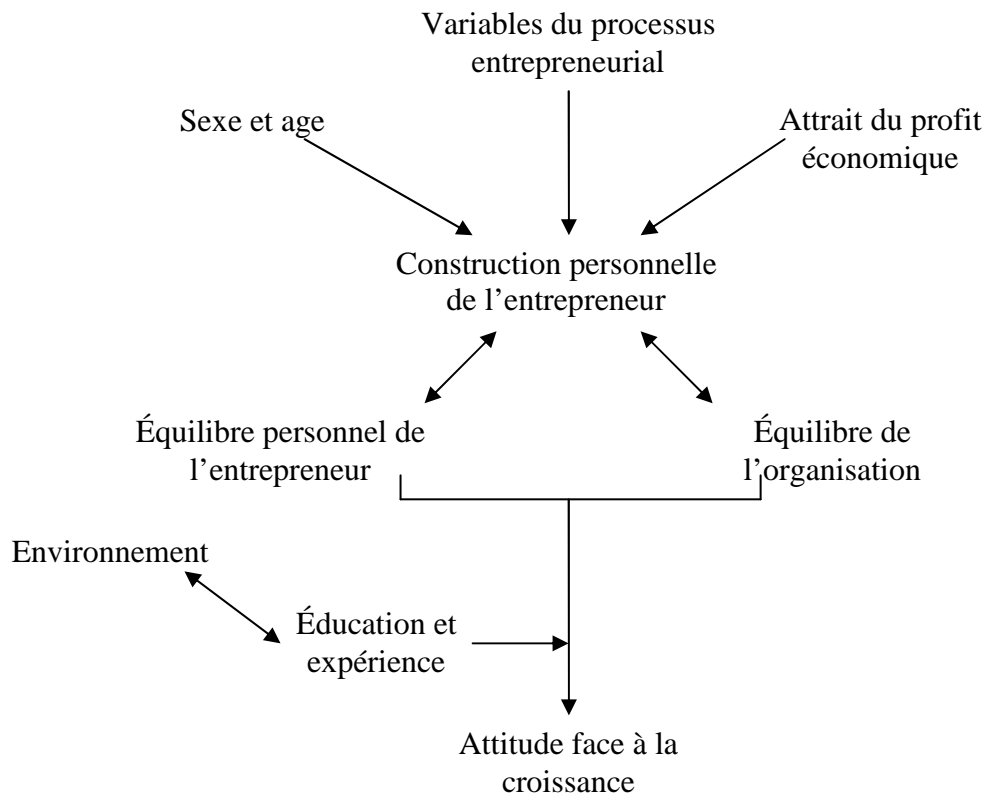 Variables du processus
entrepreneurial
Sexe et age
Attrait du profit
économique
Construction personnelle
de l’entrepreneur
Équilibre personnel de
l’entrepreneur
Équilibre de
l’organisation
Environnement
Éducation et
expérience
Attitude face à la
croissance